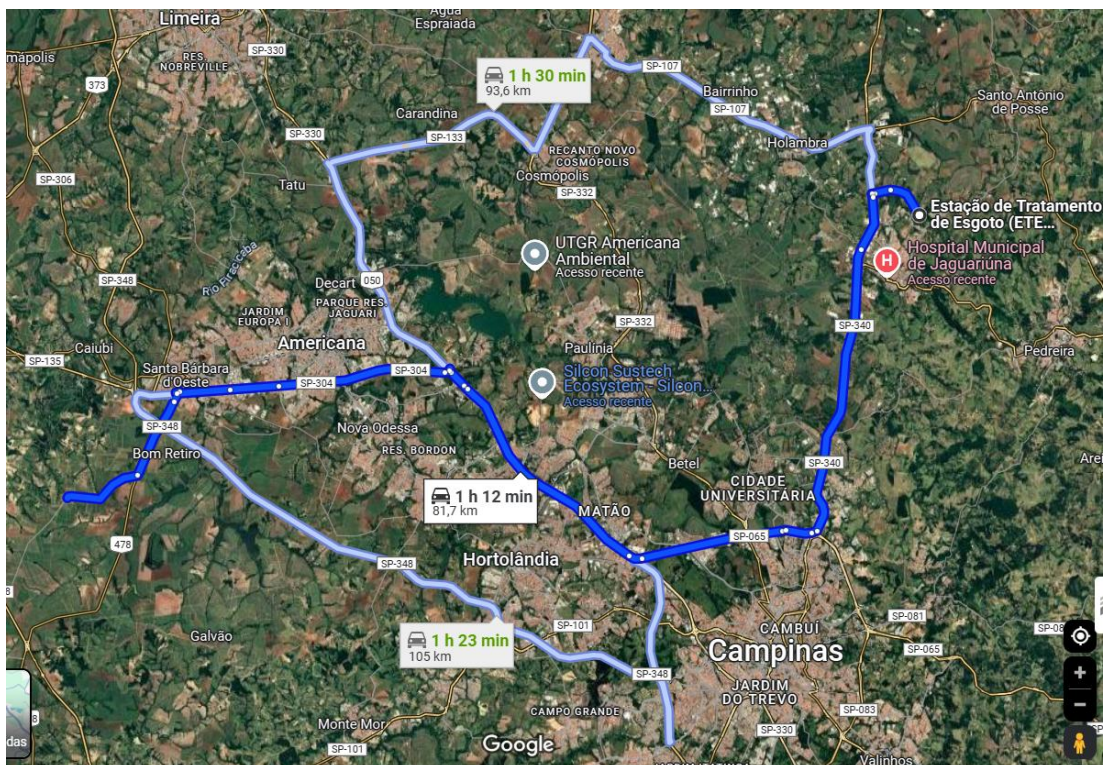 Limeira
Água
Espraiada
SP-330
mápolis
RES.
NOBREVILLE
373
1 h 30 min
93,6 km
SP-107
Bairrinho
SP-107
Santo Antônio
de Posse
Carandina
SP-330
SP-133
Holambra
RECANTO NOVO
COSMÓPOLIS
Cosmópolis
Tatu
SP-306
SP-332
Estação de Tratamento
de Esgoto (ETE...
UTGR Americana
Ambiental
Acesso recente
H
Hospital Municipal
de Jaguariúna
Acesso recente
Rio Piracicaba
SP-348
Decart
050
PARQUE RES.
JAGUARI
JARDIM
EUROPA I
Americana
SP-332
SP-340
Caiubi
SP-135
Paulínia
Pedreira
Santa Bárbara
d'Oeste
SP-304
SP-304
Silcon Sustech
Ecosystem - Silcon...
Acesso recente
SP-348
Nova Odessa
Bom Retiro
RES. BORDON
Betel
SP-340
CIDADE
UNIVERSITÁRIA
1 h 12 min
81,7 km
MATÃO
SP-065
478
Hortolândia
SP-348
Galvão
1 h 23 min
105 km
SP-101
SP-081
CAMBUÍ
SP-065
Campinas
SP-348
JARDIM
DO TREVO
CAMPO GRANDE
SP-083
Monte Mor
SP-101
SP-330
Google
Valinhos
das